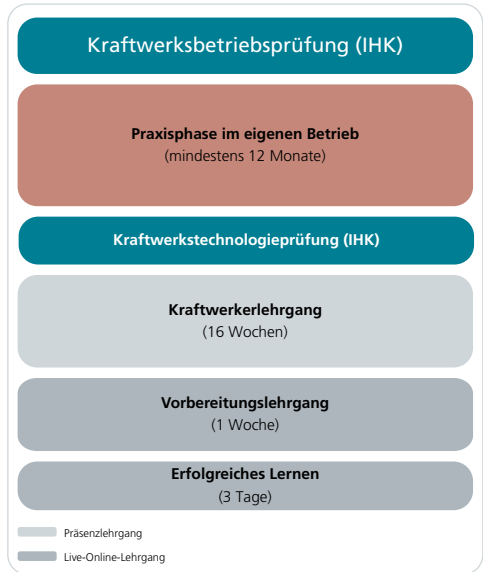 Kraftwerksbetriebsprüfung (IHK)
Praxisphase im eigenen Betrieb
(mindestens 12 Monate)
Kraftwerkstechnologieprüfung (IHK)
Kraftwerkerlehrgang
(16 Wochen)
Vorbereitungslehrgang
(1 Woche)
Erfolgreiches Lernen
(3 Tage)
Präsenzlehrgang
Live-Online-Lehrgang